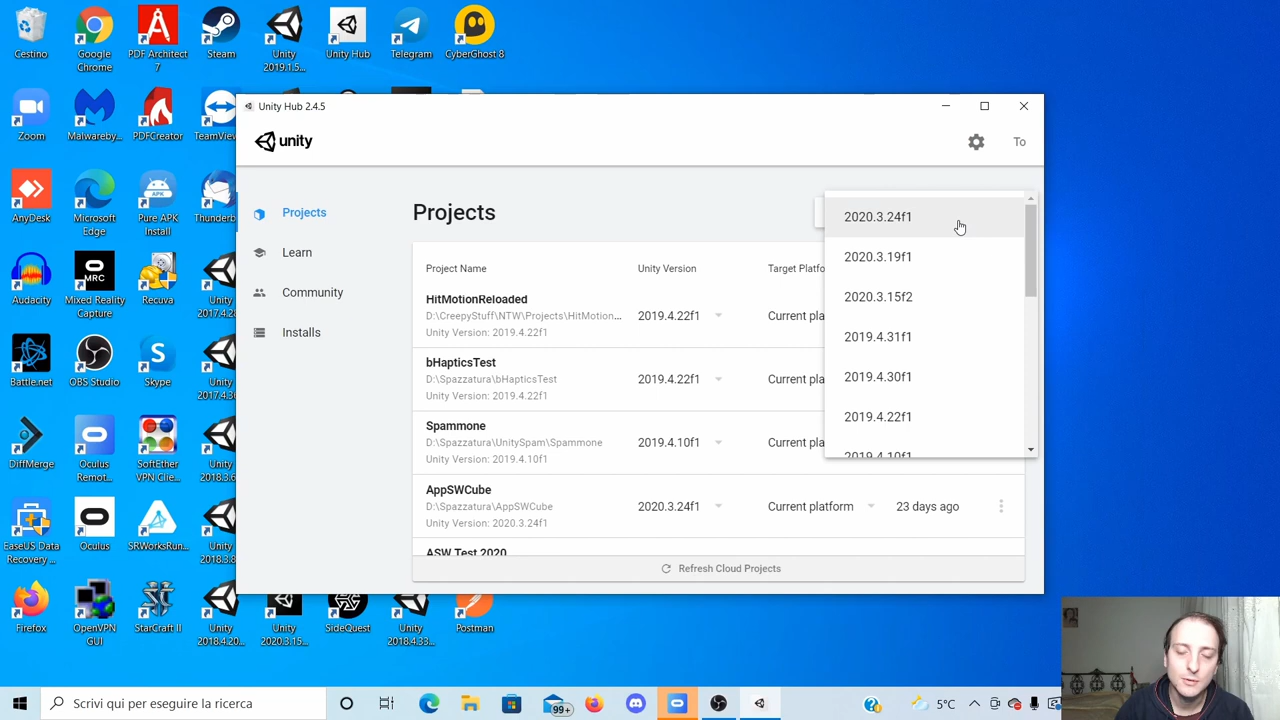 Cestino
Google
Chrome
PDF Architect
7
Steam
Unity
2019.1.5...
Unity Hub
Telegram
CyberGhost 8
Zoom
Malwareby...
PDFCreator
TeamView
AnyDesk
Microsoft
Edge
Pure APK
Install
Thunderb
Audacity
MRC
Mixed Reality
Capture
Recuva
Unity
2017.4.28
Battle.net
OBS Studio
Skype
Unity
2017.4.36
DiffMerge
Oculus
Remot...
SoftEther
VPN Clie...
Unity
2018.3.6
EaseUS Data
Recovery ...
Oculus
SRWorksRun...
Unity
2018.3.8
Firefox
OpenVPN
GUI
StarCraft II
Unity
2018.4.20...
Unity
2020.3.15...
SideQuest
Unity
2018.4.33...
Postman
Unity Hub 2.4.5
unity
To
Projects
Learn
Community
Installs
Projects
Project Name
Unity Version
Target Platfo
HitMotionReloaded
D:\CreepyStuff\NTW\Projects\HitMotion...
Unity Version: 2019.4.22f1
2019.4.22f1
Current pla
bHapticsTest
D:\Spazzatura\bHapticsTest
Unity Version: 2019.4.22f1
2019.4.22f1
Current pla
Spammone
D:\Spazzatura\UnitySpam\Spammone
Unity Version: 2019.4.10f1
2019.4.10f1
Current pla
AppSWCube
D:\Spazzatura\AppSWCube
Unity Version: 2020.3.24f1
2020.3.24f1
Current platform
23 days ago
ASW Test 2020
Refresh Cloud Projects
2020.3.24f1
2020.3.19f1
2020.3.15f2
2019.4.31f1
2019.4.30f1
2019.4.22f1
2019.4.10f1
Scrivi qui per eseguire la ricerca
99+
5°C